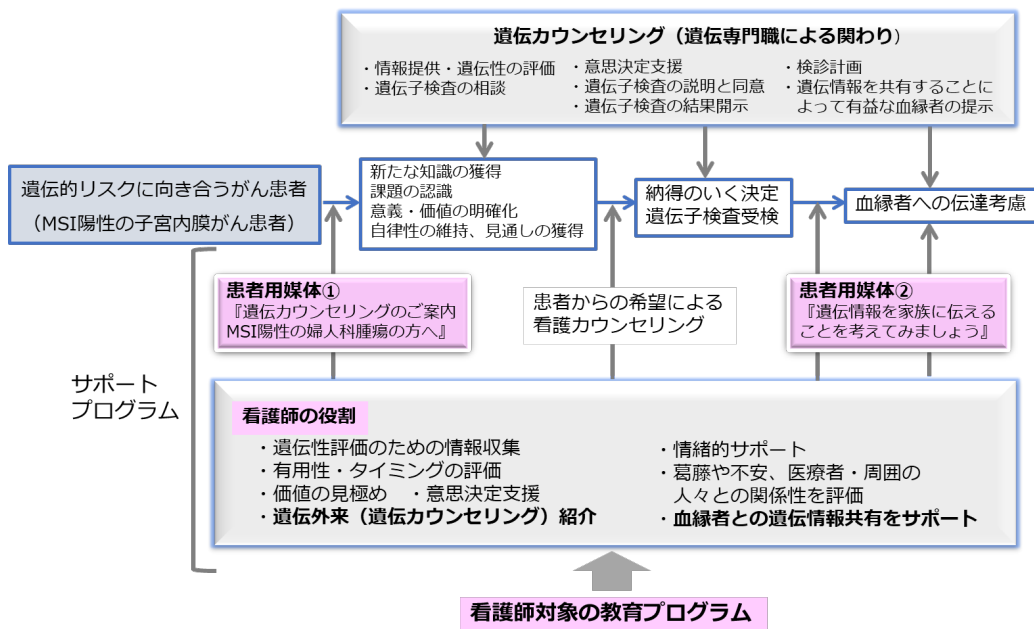 遺伝カウンセリング（遺伝専門職による関わり）
・情報提供・遺伝性の評価
・遺伝子検査の相談
・意思決定支援
・遺伝子検査の説明と同意
・遺伝子検査の結果開示
・検診計画
・遺伝情報を共有することに
よって有益な血縁者の提示
遺伝的リスクに向き合うがん患者
（MSI陽性の子宮内膜がん患者）
新たな知識の獲得
課題の認識
意義・価値の明確化
自律性の維持、見通しの獲得
納得のいく決定
遺伝子検査受検
血縁者への伝達考慮
患者用媒体①
『遺伝カウンセリングのご案内
MSI陽性の婦人科腫瘍の方へ』
患者からの希望による
看護カウンセリング
患者用媒体②
『遺伝情報を家族に伝える
ことを考えてみましょう』
サポート
プログラム
看護師の役割
・遺伝性評価のための情報収集
・有用性・タイミングの評価
・価値の見極め　・意思決定支援
・遺伝外来（遺伝カウンセリング）紹介
・情緒的サポート
・葛藤や不安、医療者・周囲の
人々との関係性を評価
・血縁者との遺伝情報共有をサポート
看護師対象の教育プログラム